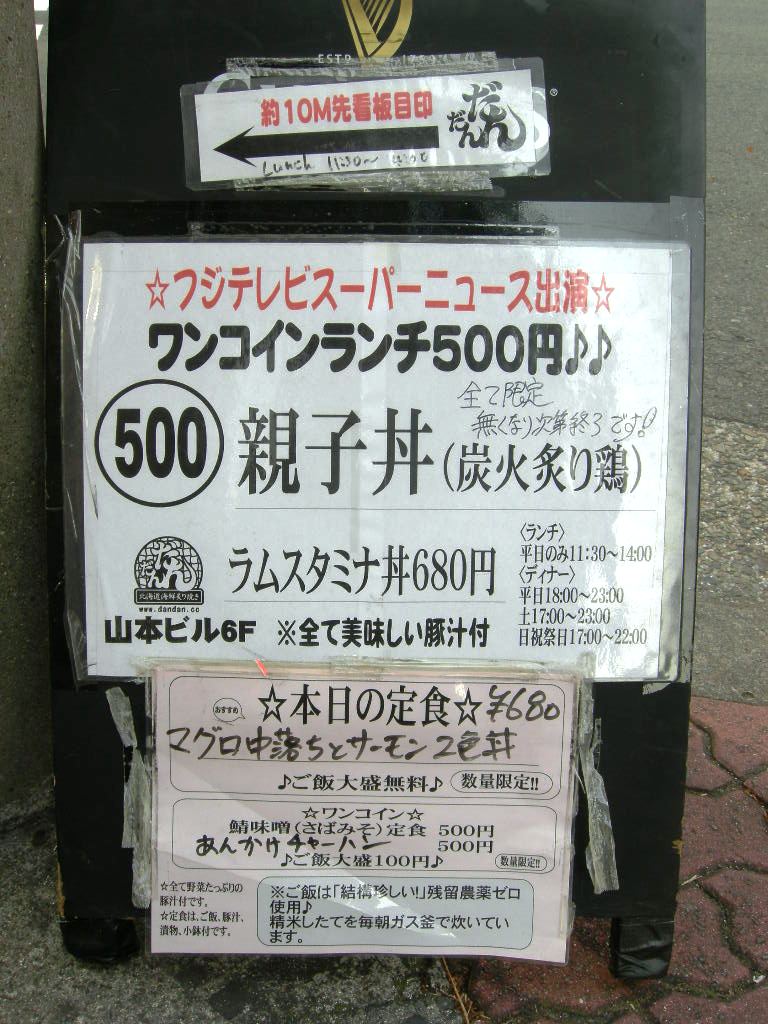 ESTD 1759
約10M先看板目印
だんだん
Lunch 11:30～
☆フジテレビスーパーニュース出演☆
ワンコインランチ500円♪♪
全て限定
無くなり次第終了です!
500 親子丼(炭火炙り鶏)
ラムスタミナ丼680円
〈ランチ〉
平日のみ11:30～14:00
〈ディナー〉
平日18:00～23:00
土17:00～23:00
日祝祭日17:00～22:00
北海道海鮮炙り焼き
www.dandan.cc
山本ビル6F ※全て美味しい豚汁付
おすすめ ☆本日の定食☆ ¥680
マグロ中落ちとサーモン2色丼
♪ご飯大盛無料♪ 数量限定!!
☆ワンコイン☆
鯖味噌(さばみそ)定食 500円
あんかけチャーハン 500円
♪ご飯大盛100円♪ 数量限定!!
☆全て野菜たっぷりの
豚汁付です。
☆定食は、ご飯、豚汁、
漬物、小鉢付です。
※ご飯は「結構珍しい!」残留農薬ゼロ
使用♪
精米したてを毎朝ガス釜で炊いてい
ます。